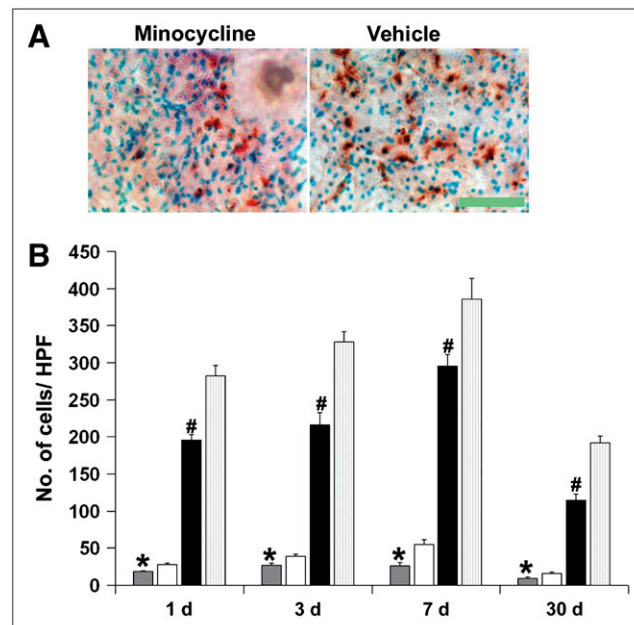 A
Minocycline Vehicle
B
No. of cells/ HPF
450
400
350
300
250
200
150
100
50
0
* # * # * # * #
1 d 3 d 7 d 30 d